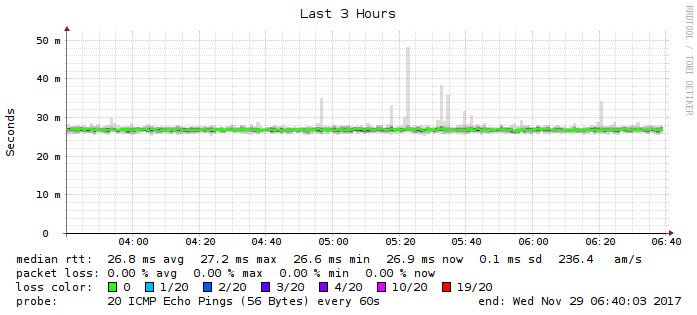 Last 3 Hours
RRDTOOL / TOBI OETIKER
Seconds
50 m
40 m
30 m
20 m
10 m
0
04:00 04:20 04:40 05:00 05:20 05:40 06:00 06:20 06:40
median rtt: 26.8 ms avg 27.2 ms max 26.6 ms min 26.9 ms now 0.1 ms sd 236.4 am/s
packet loss: 0.00 % avg 0.00 % max 0.00 % min 0.00 % now
loss color: 0 1/20 2/20 3/20 4/20 10/20 19/20
probe: 20 ICMP Echo Pings (56 Bytes) every 60s end: Wed Nov 29 06:40:03 2017